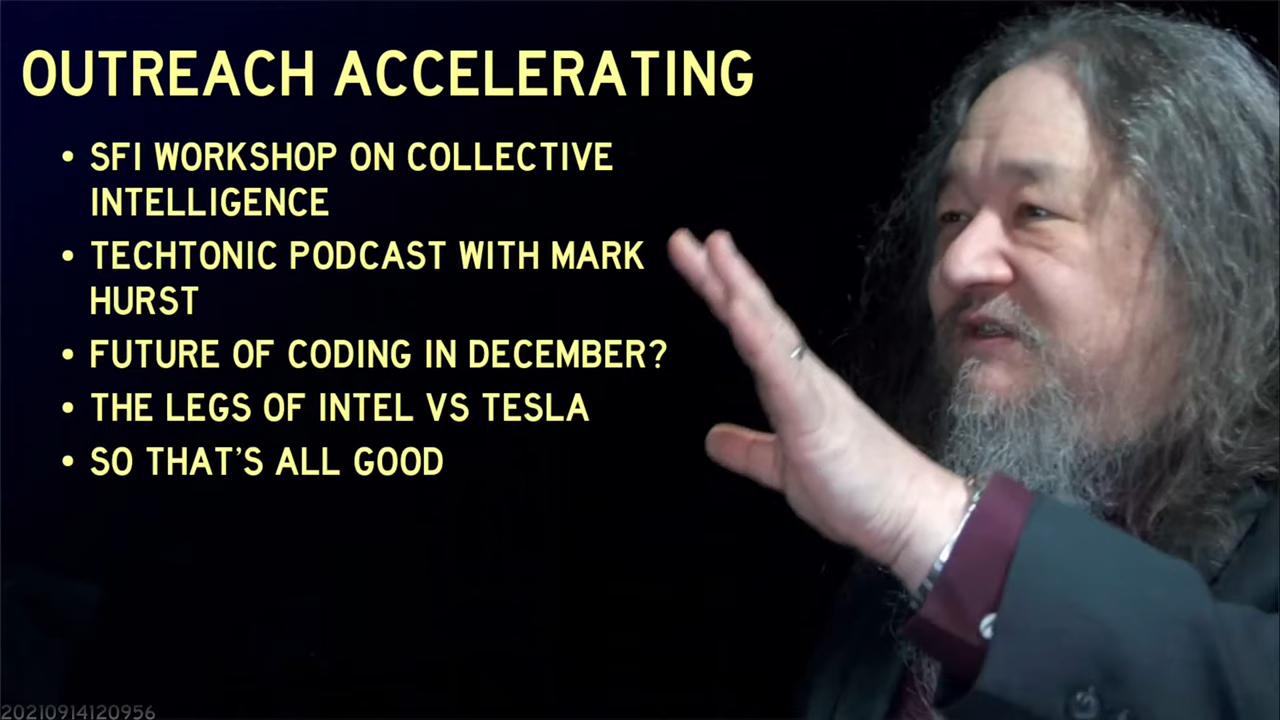 OUTREACH ACCELERATING
• SFI WORKSHOP ON COLLECTIVE
INTELLIGENCE
• TECHTONIC PODCAST WITH MARK
HURST
• FUTURE OF CODING IN DECEMBER?
• THE LEGS OF INTEL VS TESLA
• SO THAT'S ALL GOOD
20210914120956